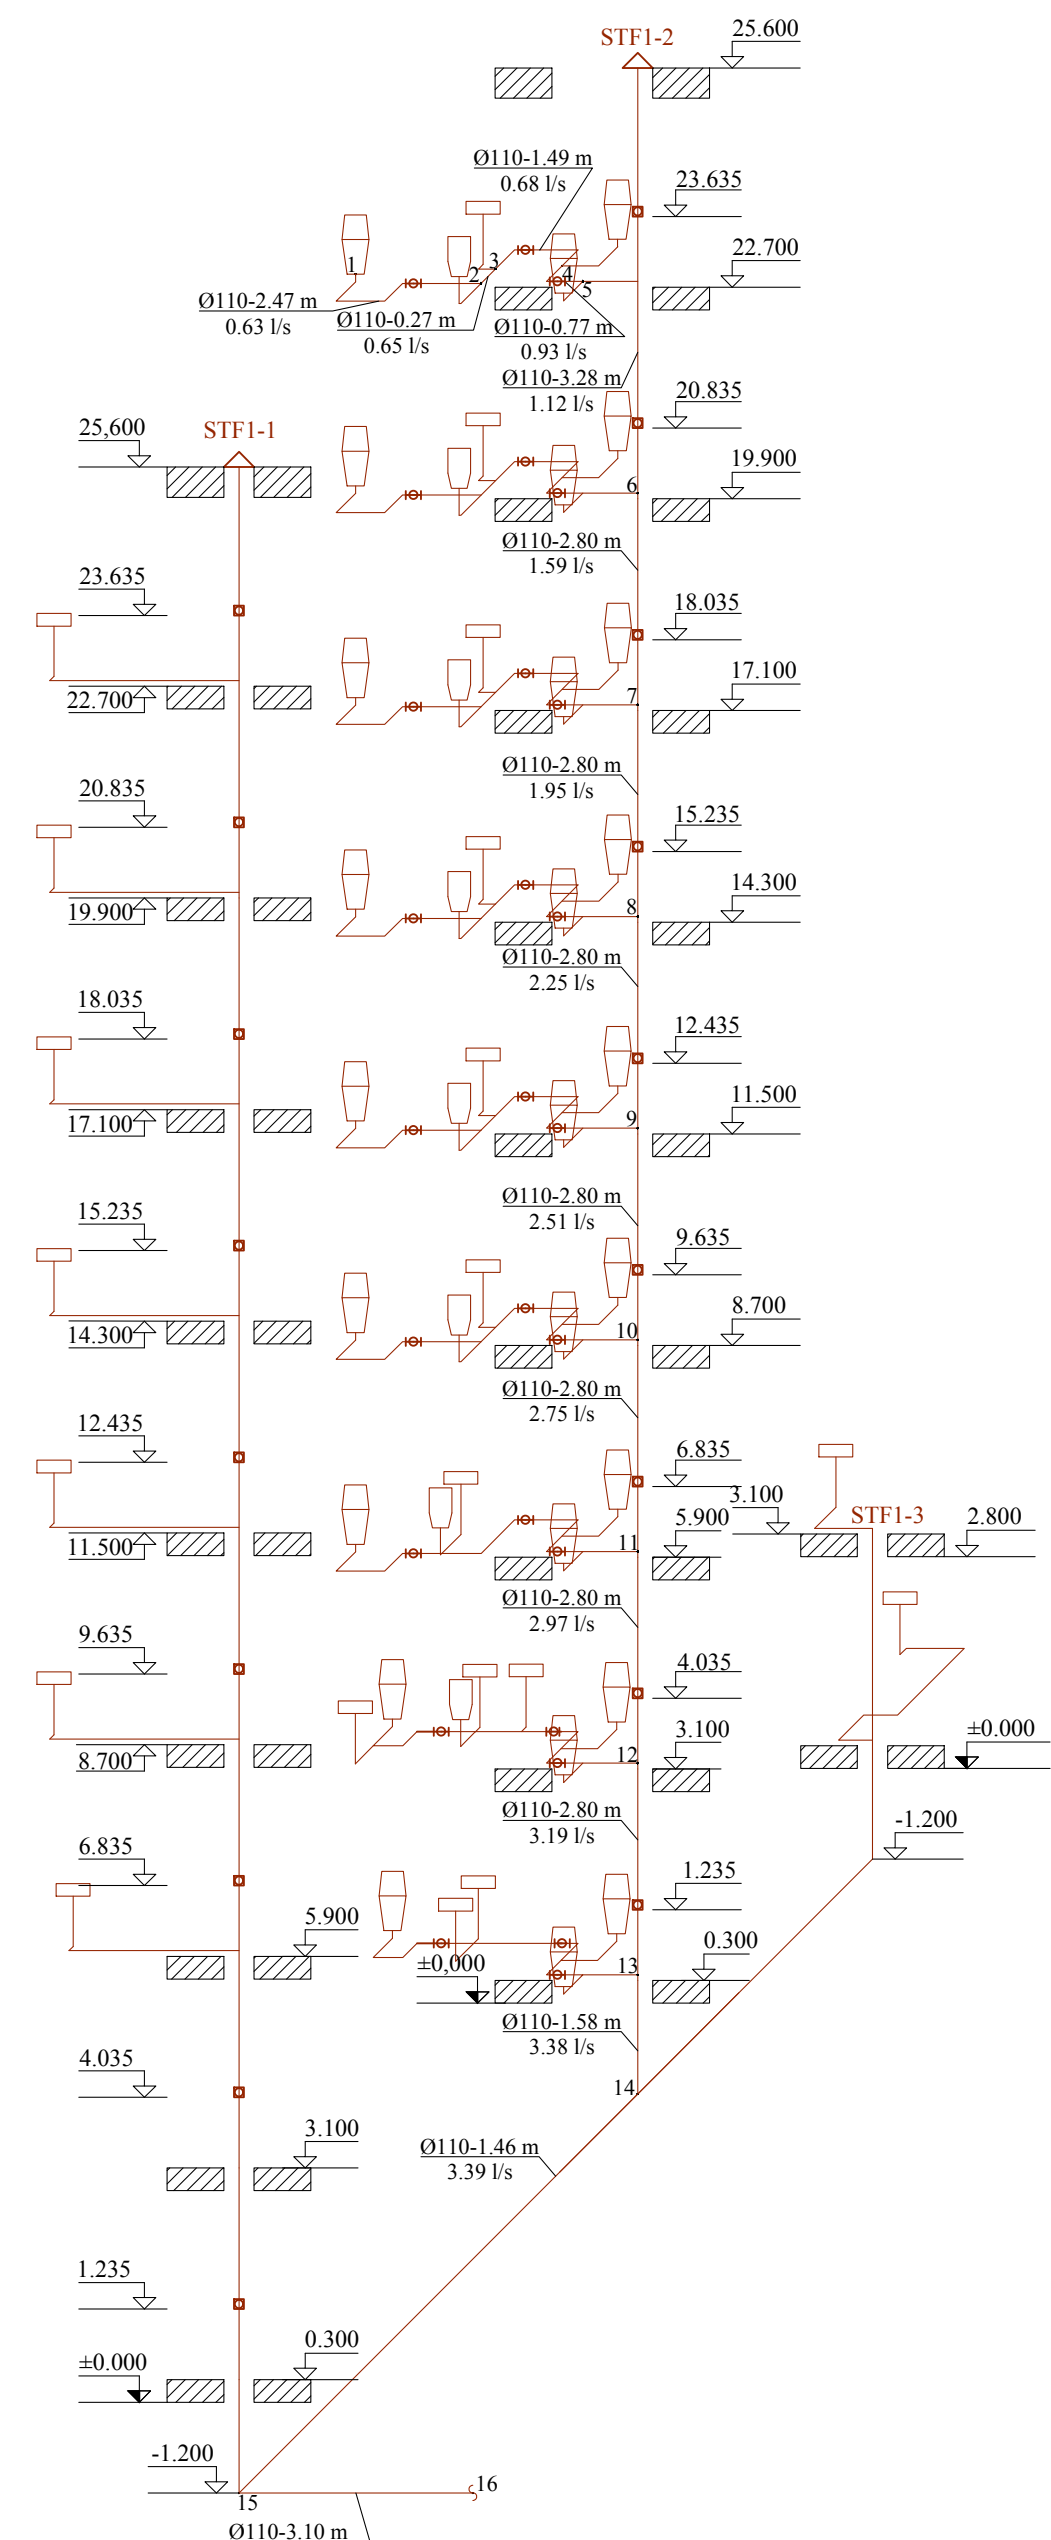 25.600
STF1-2
Ø110-1.49 m
0.68 l/s
23.635
22.700
1
2
3
4
5
Ø110-2.47 m
0.63 l/s
Ø110-0.27 m
0.65 l/s
Ø110-0.77 m
0.93 l/s
Ø110-3.28 m
1.12 l/s
20.835
25,600
STF1-1
19.900
6
Ø110-2.80 m
1.59 l/s
23.635
18.035
17.100
22.700
7
Ø110-2.80 m
1.95 l/s
20.835
15.235
14.300
19.900
8
Ø110-2.80 m
2.25 l/s
18.035
12.435
11.500
17.100
9
Ø110-2.80 m
2.51 l/s
15.235
9.635
8.700
14.300
10
Ø110-2.80 m
2.75 l/s
12.435
6.835
3.100
STF1-3
5.900
2.800
11.500
11
Ø110-2.80 m
2.97 l/s
9.635
4.035
3.100
±0.000
8.700
12
Ø110-2.80 m
3.19 l/s
-1.200
6.835
1.235
5.900
0.300
±0,000
13
Ø110-1.58 m
3.38 l/s
4.035
14
3.100
Ø110-1.46 m
3.39 l/s
1.235
0.300
±0.000
-1.200
16
15
Ø110-3.10 m